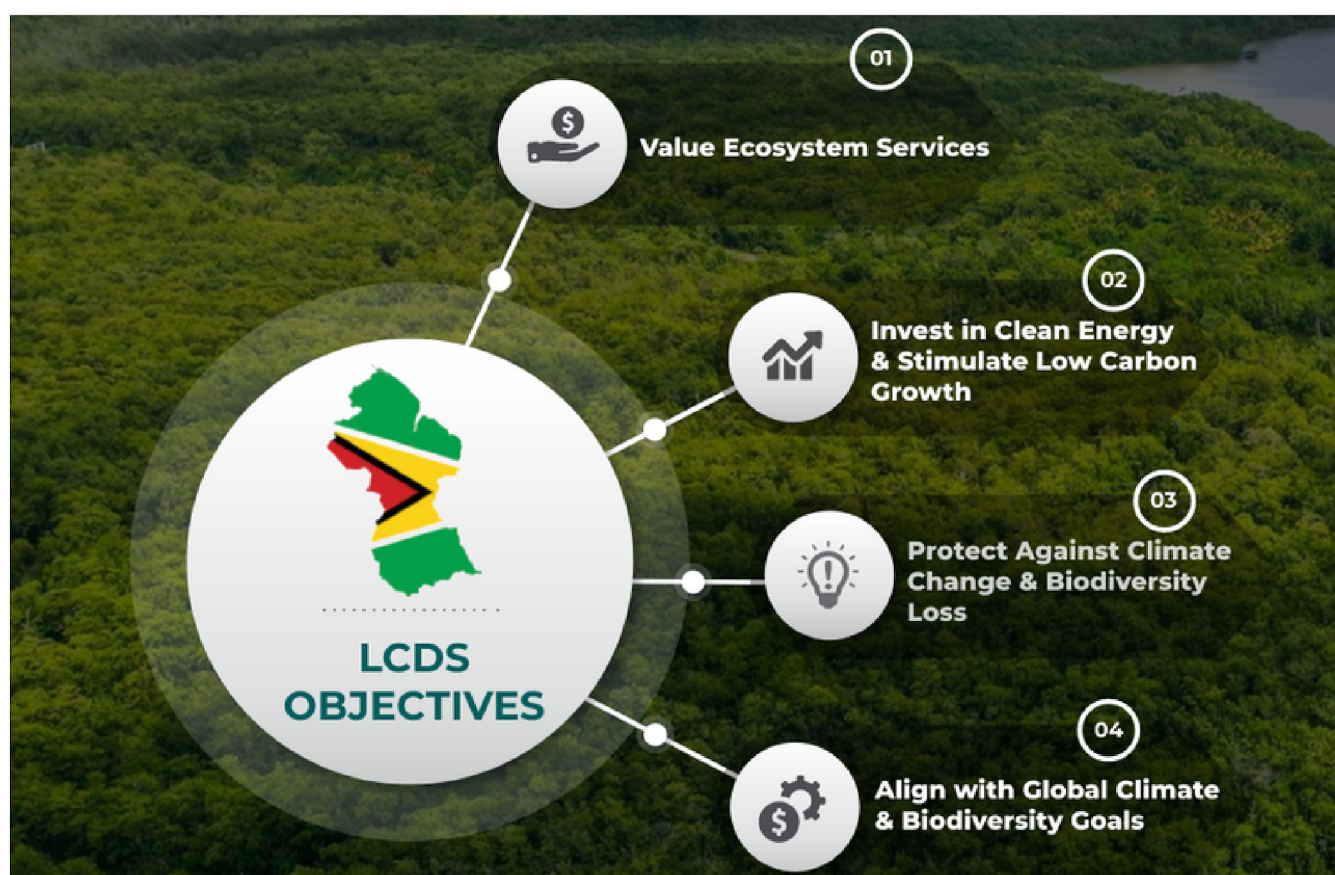 01
Value Ecosystem Services
02
Invest in Clean Energy
& Stimulate Low Carbon
Growth
03
Protect Against Climate
Change & Biodiversity
Loss
04
Align with Global Climate
& Biodiversity Goals
LCDS
OBJECTIVES